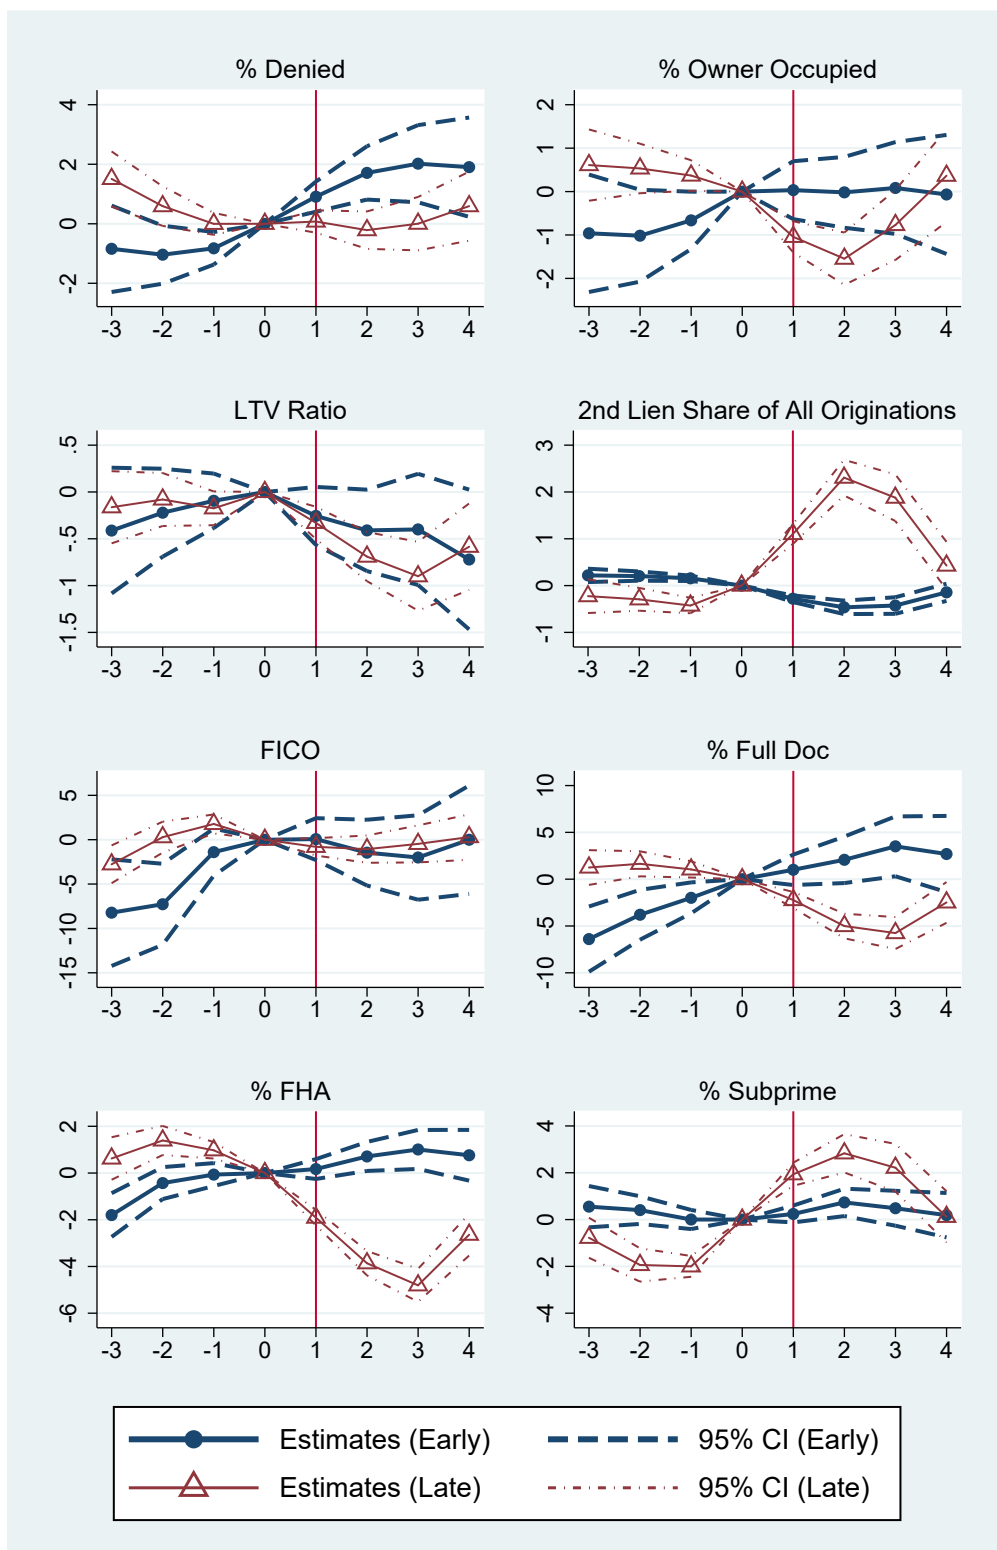 % Denied
4
2
0
-2
-3 -2 -1 0 1 2 3 4
% Owner Occupied
2
1
0
-1
-2
-3 -2 -1 0 1 2 3 4
LTV Ratio
.5
0
-.5
-1
-1.5
-3 -2 -1 0 1 2 3 4
2nd Lien Share of All Originations
3
2
1
0
-1
-3 -2 -1 0 1 2 3 4
FICO
5
0
-5
-10
-15
-3 -2 -1 0 1 2 3 4
% Full Doc
10
5
0
-5
-10
-3 -2 -1 0 1 2 3 4
% FHA
2
0
-2
-4
-6
-3 -2 -1 0 1 2 3 4
% Subprime
4
2
0
-2
-4
-3 -2 -1 0 1 2 3 4
Estimates (Early) 95% CI (Early)
Estimates (Late) 95% CI (Late)